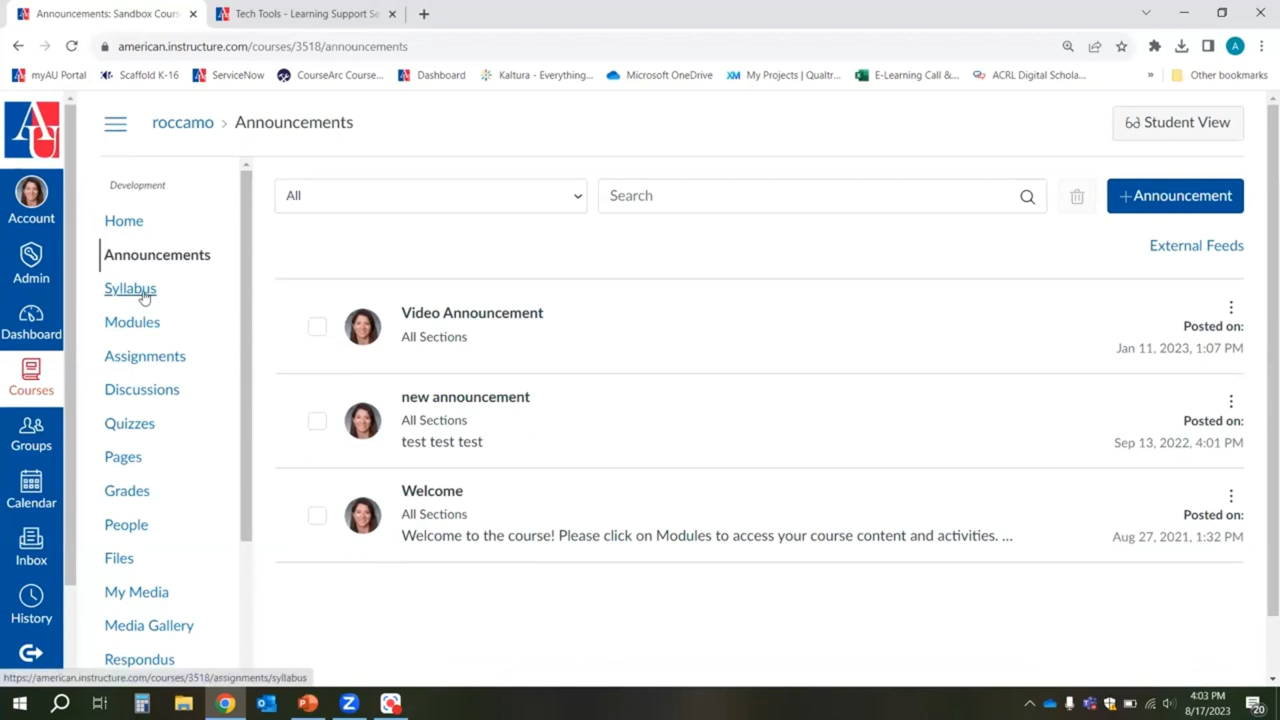 Announcements: Sandbox Cours
Tech Tools - Learning Support Se
american.instructure.com/courses/3518/announcements
A
myAU Portal
Scaffold K-16
ServiceNow
CourseArc Course...
Dashboard
Kaltura - Everything...
Microsoft OneDrive
XM My Projects | Qualtr...
E-Learning Call &...
ACRL Digital Schola...
»
Other bookmarks
AU
roccamo > Announcements
Student View
Account
Admin
Dashboard
Courses
Groups
Calendar
Inbox
History
Development
Home
Announcements
Syllabus
Modules
Assignments
Discussions
Quizzes
Pages
Grades
People
Files
My Media
Media Gallery
Respondus
All
Search
+Announcement
External Feeds
Video Announcement
All Sections
Posted on:
Jan 11, 2023, 1:07 PM
new announcement
All Sections
test test test
Posted on:
Sep 13, 2022, 4:01 PM
Welcome
All Sections
Welcome to the course! Please click on Modules to access your course content and activities. ...
Posted on:
Aug 27, 2021, 1:32 PM
https://american.instructure.com/courses/3518/assignments/syllabus
4:03 PM
8/17/2023
20